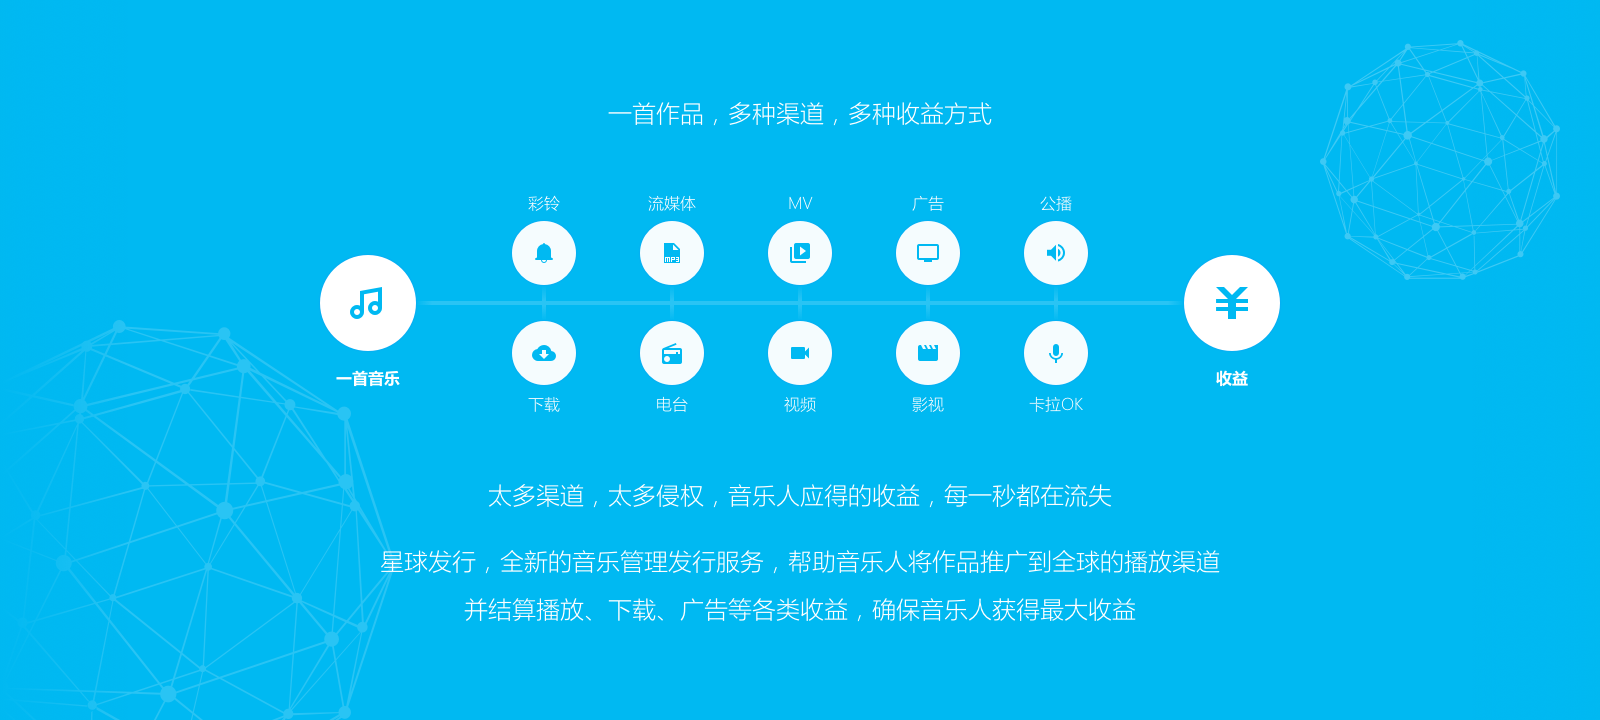 一首作品，多种渠道，多种收益方式
彩铃 流媒体 MV 广告 公播
MP3
一首音乐 收益
下载 电台 视频 影视 卡拉OK
太多渠道，太多侵权，音乐人应得的收益，每一秒都在流失
星球发行，全新的音乐管理发行服务，帮助音乐人将作品推广到全球的播放渠道
并结算播放、下载、广告等各类收益，确保音乐人获得最大收益